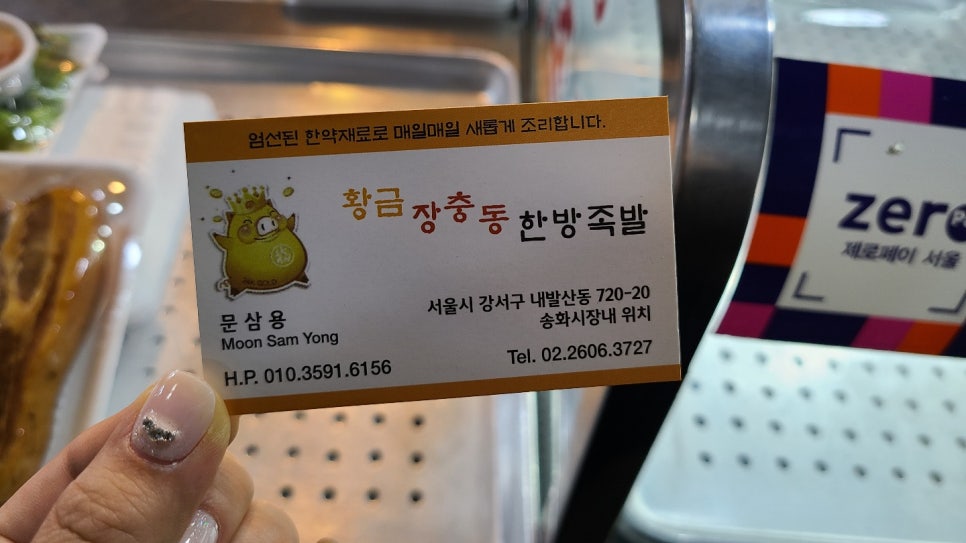 엄선된 한약재료로 매일매일 새롭게 조리합니다.
황금 장충동 한방족발
24K GOLD
서울시 강서구 내발산동 720-20
송화시장내 위치
문삼용
Moon Sam Yong
H.P. 010.3591.6156
Tel. 02.2606.3727
zero
제로페이 서울